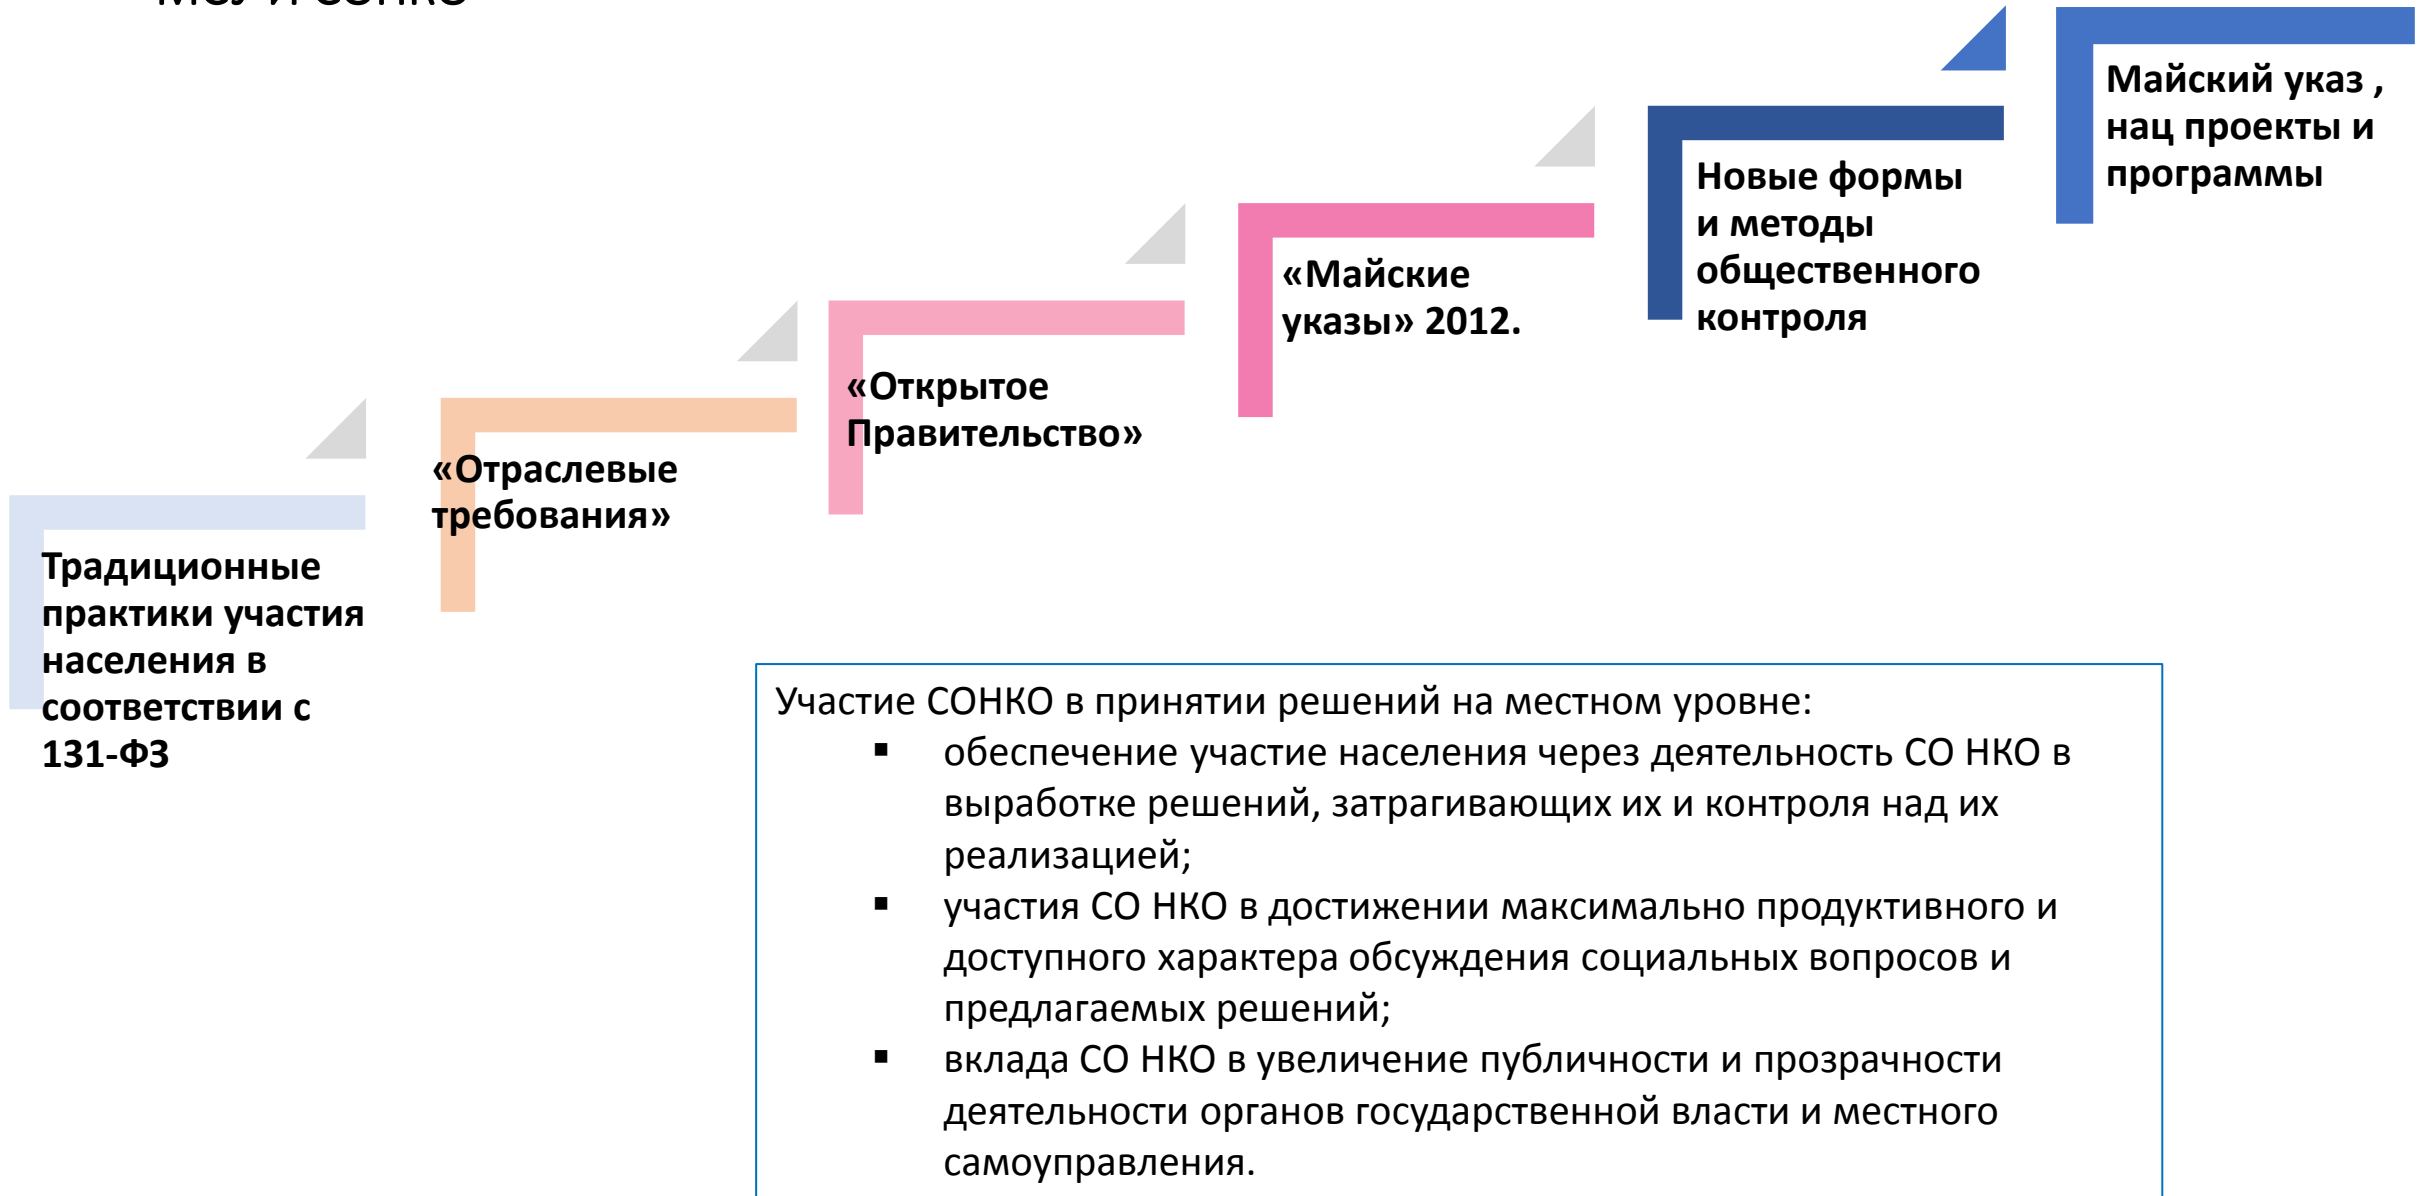 МСУ И СОНКО
Традиционные
практики участия
населения в
соответствии с
131-ФЗ
«Отраслевые
требования»
«Открытое
Правительство»
«Майские
указы» 2012.
Новые формы
и методы
общественного
контроля
Майский указ ,
нац проекты и
программы
Участие СОНКО в принятии решений на местном уровне:
▪ обеспечение участие населения через деятельность СО НКО в
выработке решений, затрагивающих их и контроля над их
реализацией;
▪ участия СО НКО в достижении максимально продуктивного и
доступного характера обсуждения социальных вопросов и
предлагаемых решений;
▪ вклада СО НКО в увеличение публичности и прозрачности
деятельности органов государственной власти и местного
самоуправления.